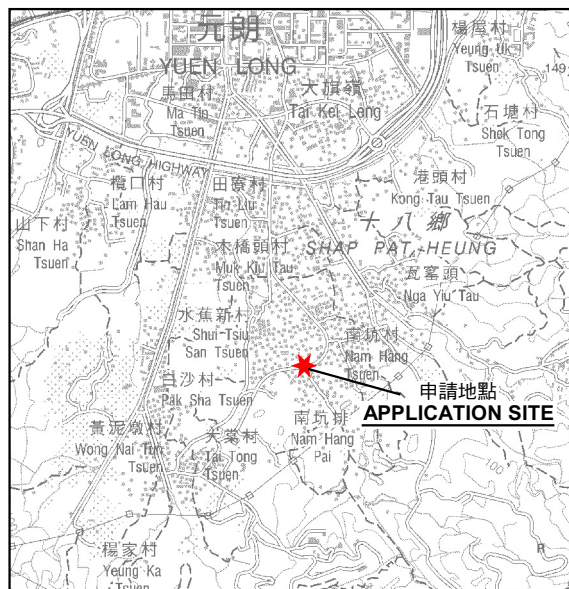 元朗
YUEN LONG
楊屋村
Yeung Uk
Tsuen
149
馬田村
Ma Tin
Tsuen
大旗嶺
Tai Kei Leng
石塘村
Shek Tong
Tsuen
YUEN LONG HIGHWAY
欖口村
Lam Hau
Tsuen
田寮村
Tin Liu
Tsuen
港頭村
Kong Tau Tsuen
山下村
Shan Ha
Tsuen
十八鄉
SHAP PAT HEUNG
木橋頭村
Muk Kiu Tau
Tsuen
瓦窰頭
Nga Yiu Tau
水蕉新村
Shui Tsiu
San Tsuen
南坑村
Nam Hang
Tsuen
白沙村
Pak Sha Tsuen
申請地點
APPLICATION SITE
黃泥墩村
Wong Nai Tun
Tsuen
大棠村
Tai Tong
Tsuen
南坑排
Nam Hang
Pai
100
楊家村
Yeung Ka
Tsuen
R